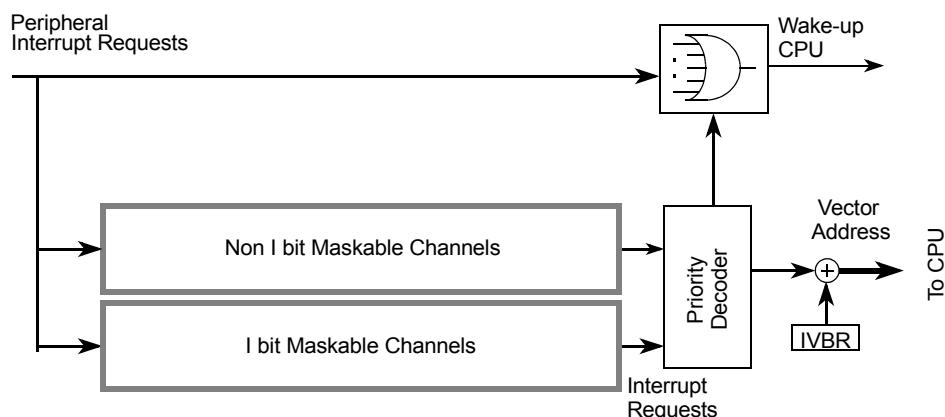 Peripheral
Interrupt Requests
Wake-up
CPU
Non I bit Maskable Channels
I bit Maskable Channels
Priority
Decoder
Vector
Address
To CPU
IVBR
Interrupt
Requests